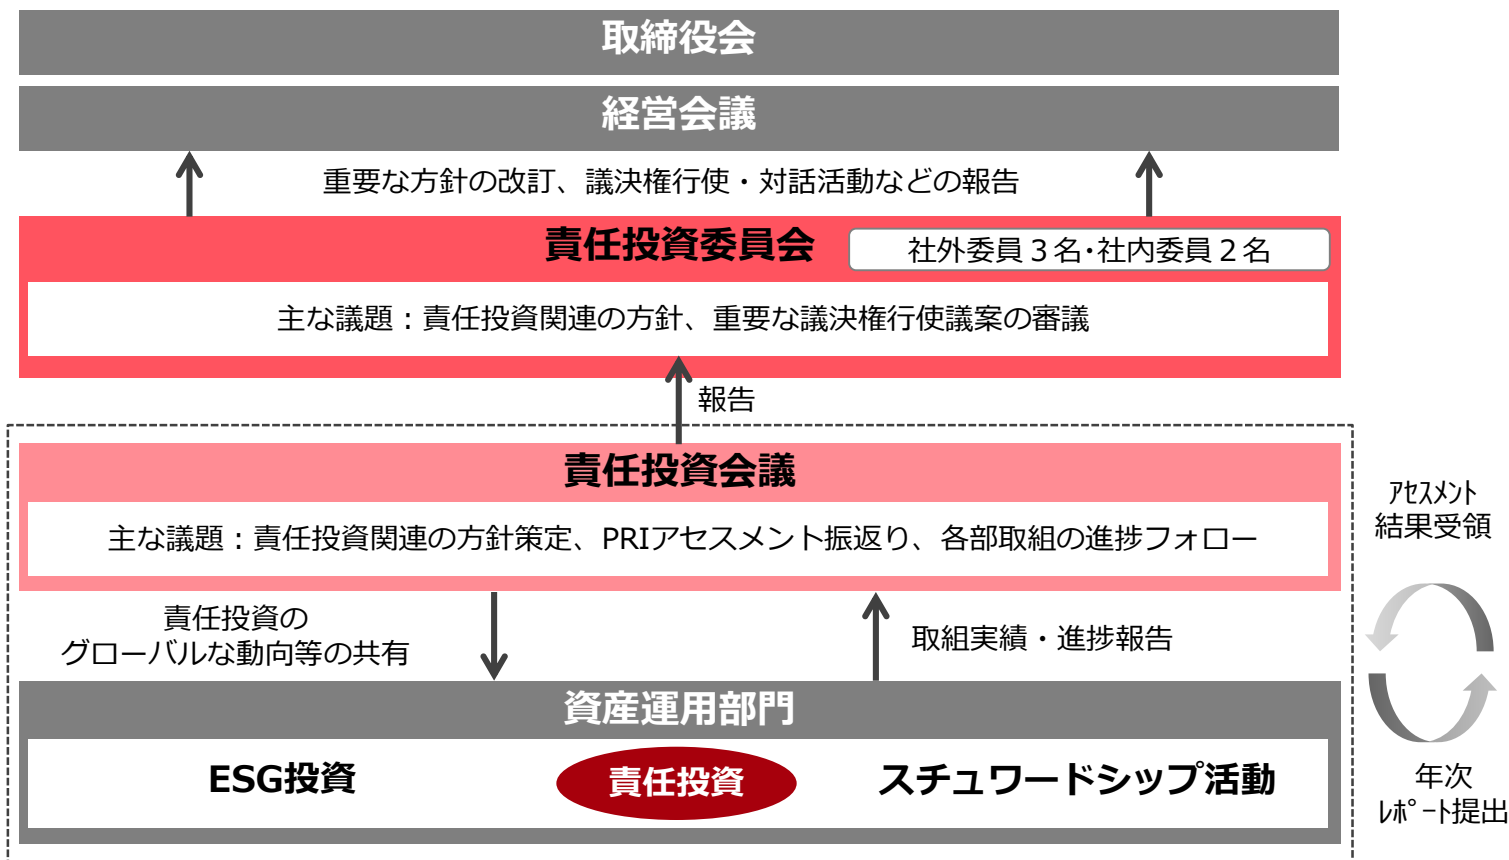 取締役会
経営会議
重要な方針の改訂、議決権行使・対話活動などの報告
責任投資委員会
社外委員３名･社内委員２名
主な議題：責任投資関連の方針、重要な議決権行使議案の審議
報告
責任投資会議
主な議題：責任投資関連の方針策定、PRIアセスメント振返り、各部取組の進捗フォロー
ｱｾｽﾒﾝﾄ
結果受領
責任投資の
グローバルな動向等の共有
取組実績・進捗報告
資産運用部門
ESG投資
責任投資
スチュワードシップ活動
年次
ﾚﾎﾟｰﾄ提出